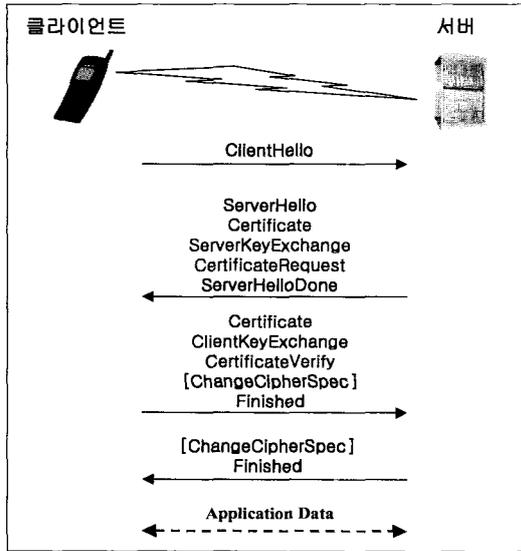 클라이언트
서버
ClientHello
ServerHello
Certificate
ServerKeyExchange
CertificateRequest
ServerHelloDone
Certificate
ClientKeyExchange
CertificateVerify
[ChangeCipherSpec]
Finished
[ChangeCipherSpec]
Finished
Application Data